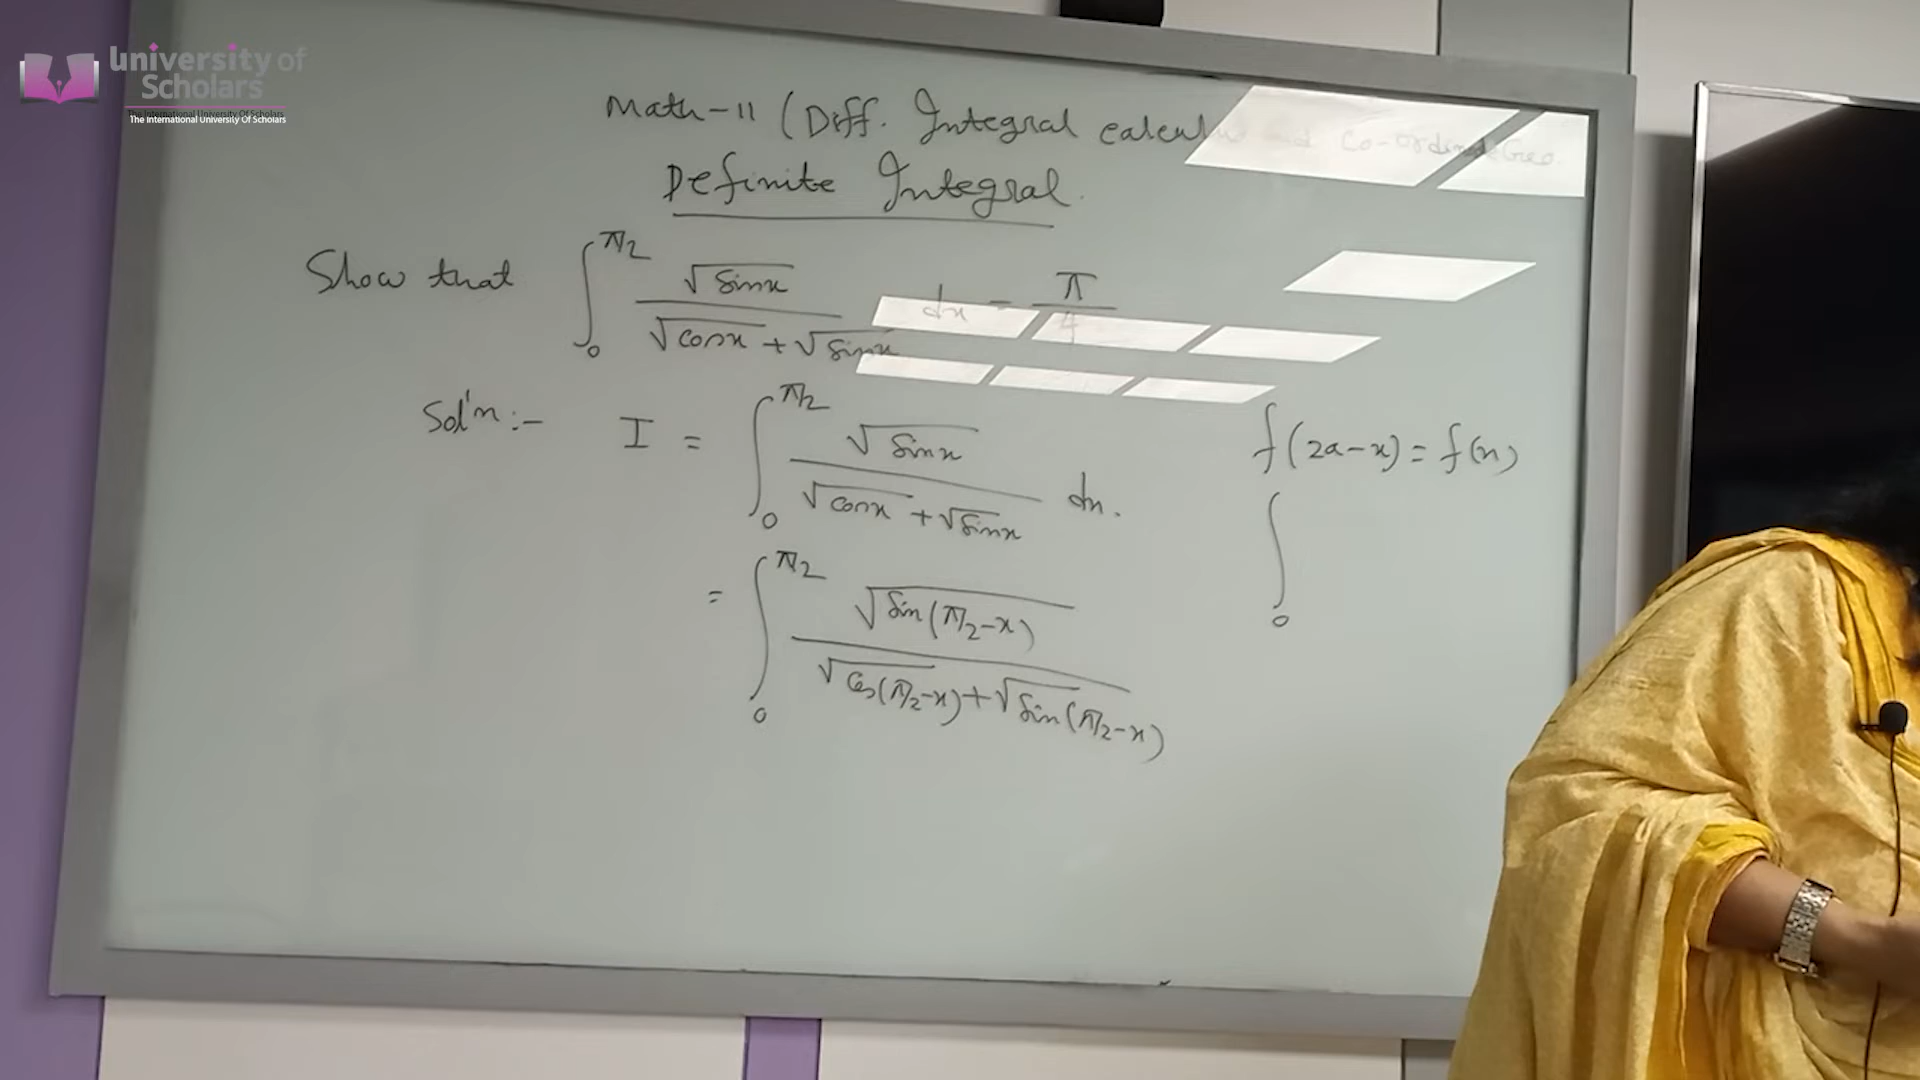 University of
Scholars
The International University Of Scholars
Math-11 (Diff. Integral calculus and Co-ordinate Geo.
Definite Integral.
Show that ∫₀^{π/2} √sinx / (√cosx + √sinx) dx = π/4
Sol'n:- I = ∫₀^{π/2} √sinx / (√cosx + √sinx) dx.
f(2a-x) = f(x)
∫₀
= ∫₀^{π/2} √sin(π/2-x) / (√cos(π/2-x) + √sin(π/2-x))